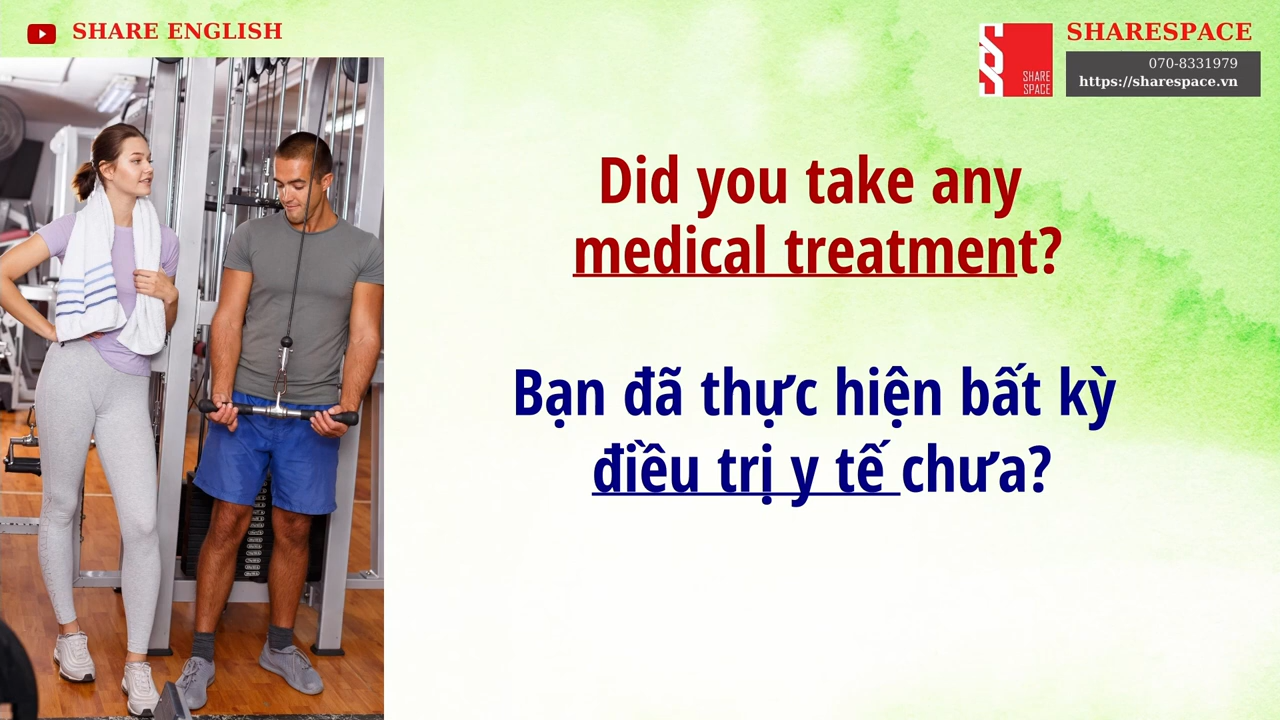 SHARE ENGLISH
SHARESPACE
070-8331979
https://sharespace.vn
SHARE
SPACE
Did you take any
medical treatment?
Bạn đã thực hiện bất kỳ
điều trị y tế chưa?